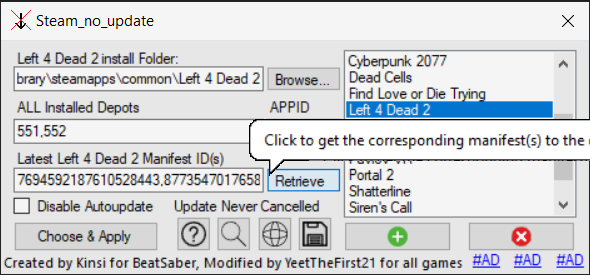 Steam_no_update
Left 4 Dead 2 install Folder:
brary\steamapps\common\Left 4 Dead 2
Browse...
ALL Installed Depots
APPID
551,552
Latest Left 4 Dead 2 Manifest ID(s)
7694592187610528443,8773547017658
Retrieve
Click to get the corresponding manifest(s) to the
Disable Autoupdate
Update Never Cancelled
Choose & Apply
Cyberpunk 2077
Dead Cells
Find Love or Die Trying
Left 4 Dead 2
Portal 2
Shatterline
Siren's Call
Created by Kinsi for BeatSaber, Modified by YeetTheFirst21 for all games
#AD
#AD
#AD